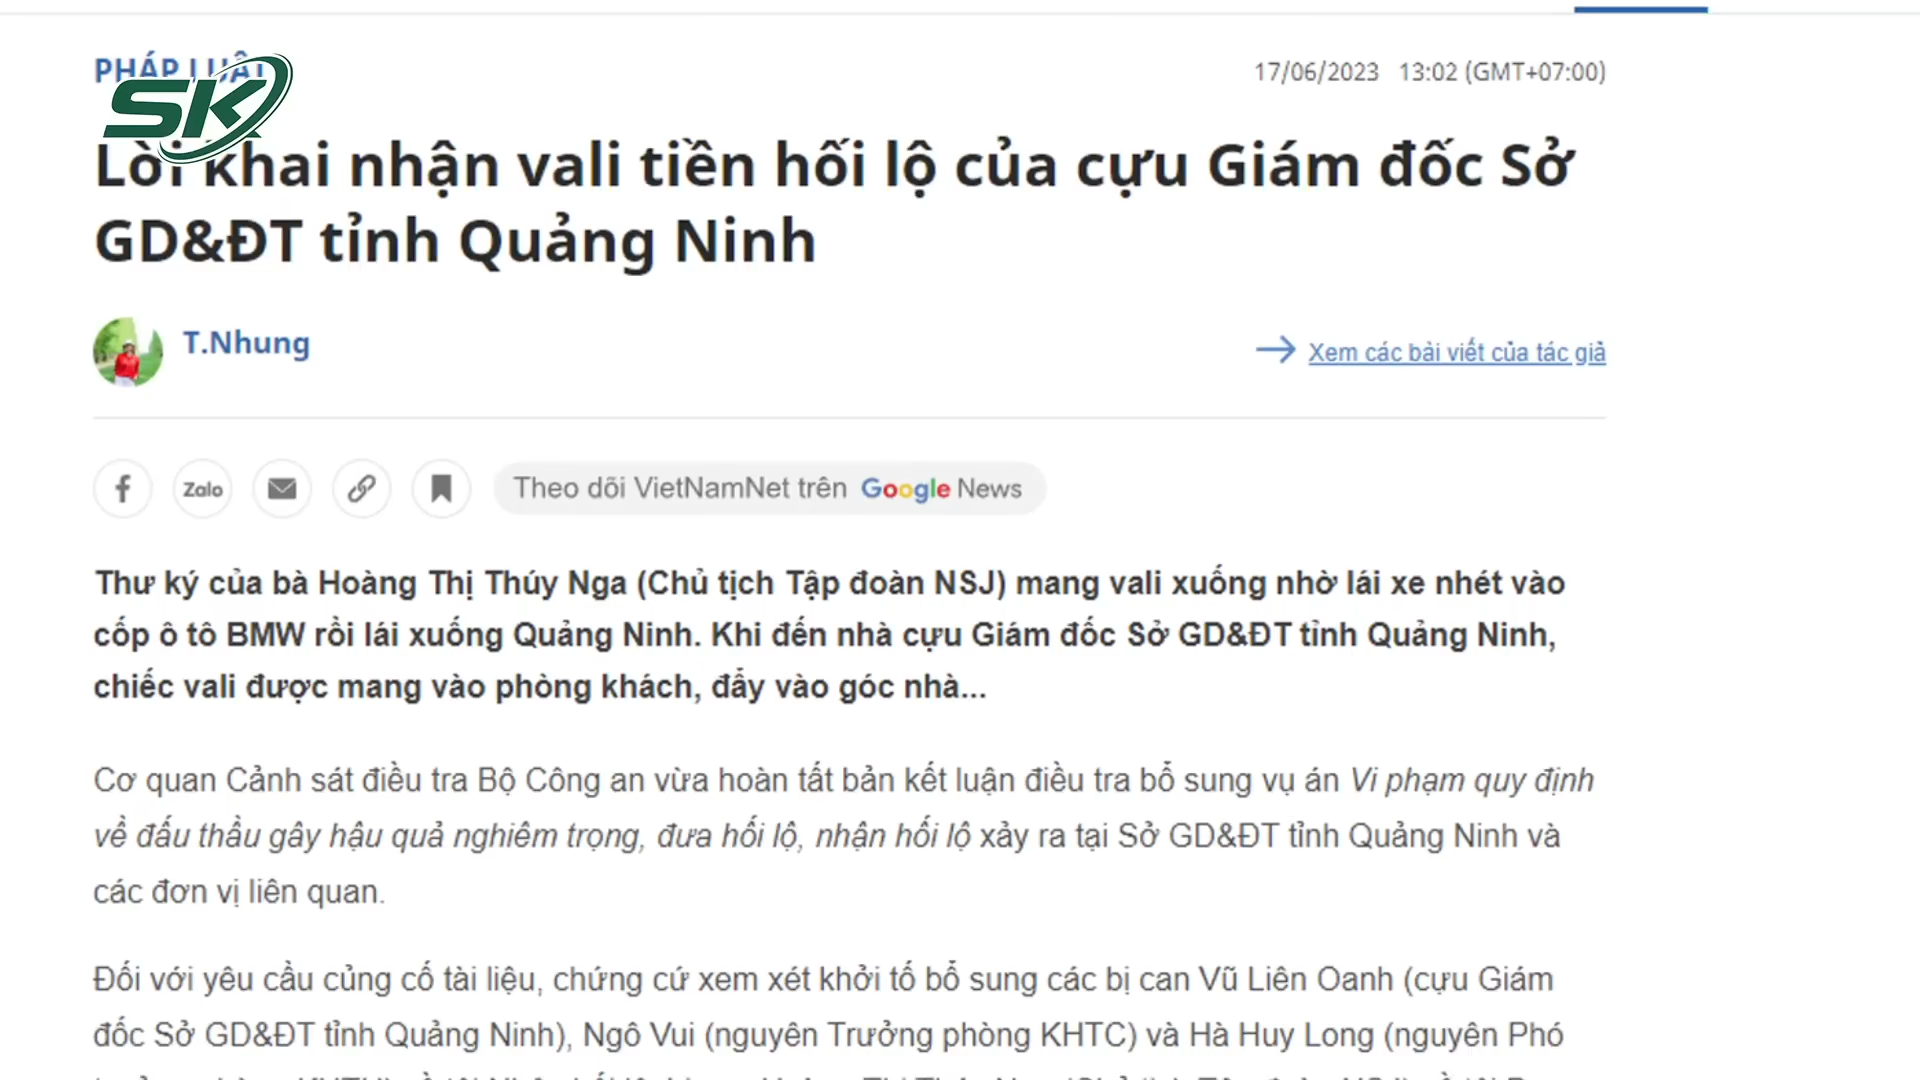 PHÁP LUẬT
SK
17/06/2023 13:02 (GMT+07:00)
Lời khai nhận vali tiền hối lộ của cựu Giám đốc Sở
GD&ĐT tỉnh Quảng Ninh
T.Nhung
Xem các bài viết của tác giả
Zalo
Theo dõi VietNamNet trên Google News
Thư ký của bà Hoàng Thị Thúy Nga (Chủ tịch Tập đoàn NSJ) mang vali xuống nhờ lái xe nhét vào
cốp ô tô BMW rồi lái xuống Quảng Ninh. Khi đến nhà cựu Giám đốc Sở GD&ĐT tỉnh Quảng Ninh,
chiếc vali được mang vào phòng khách, đẩy vào góc nhà...
Cơ quan Cảnh sát điều tra Bộ Công an vừa hoàn tất bản kết luận điều tra bổ sung vụ án Vi phạm quy định
về đấu thầu gây hậu quả nghiêm trọng, đưa hối lộ, nhận hối lộ xảy ra tại Sở GD&ĐT tỉnh Quảng Ninh và
các đơn vị liên quan.
Đối với yêu cầu củng cố tài liệu, chứng cứ xem xét khởi tố bổ sung các bị can Vũ Liên Oanh (cựu Giám
đốc Sở GD&ĐT tỉnh Quảng Ninh), Ngô Vui (nguyên Trưởng phòng KHTC) và Hà Huy Long (nguyên Phó